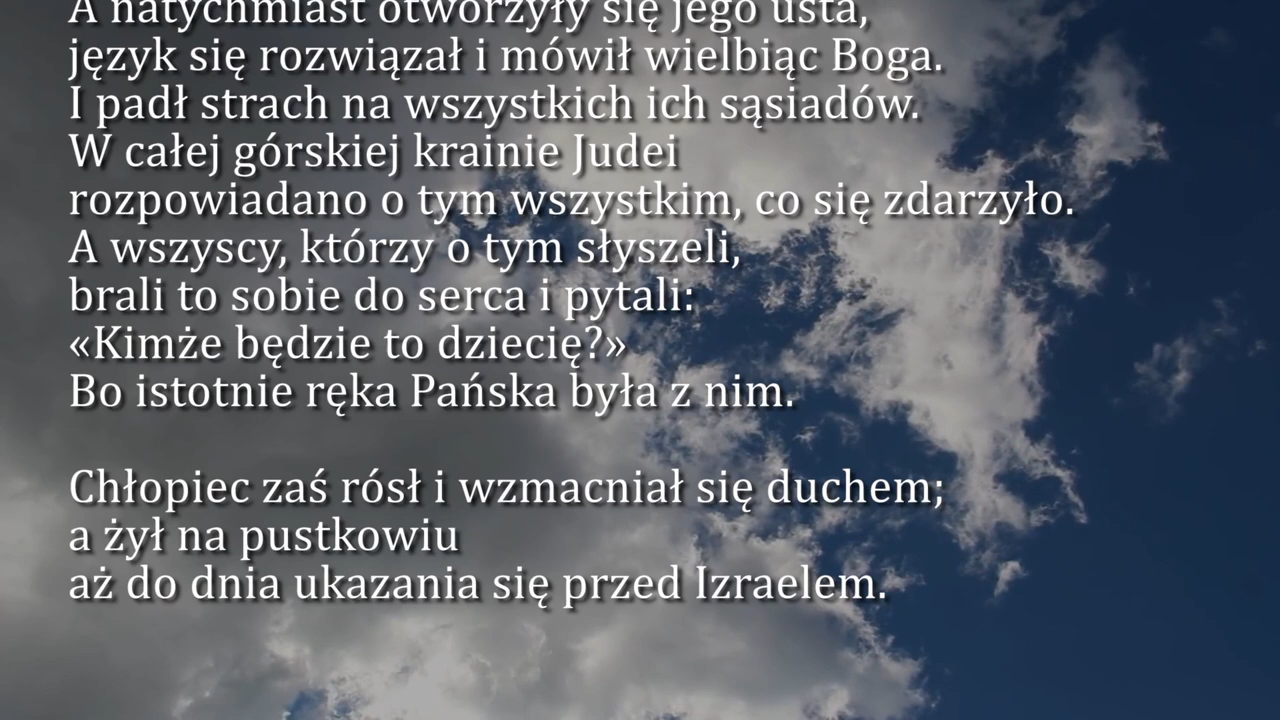 A natychmiast otworzyły się jego usta,
język się rozwiązał i mówił wielbiąc Boga.
I padł strach na wszystkich ich sąsiadów.
W całej górskiej krainie Judei
rozpowiadano o tym wszystkim, co się zdarzyło.
A wszyscy, którzy o tym słyszeli,
brali to sobie do serca i pytali:
«Kimże będzie to dziecię?»
Bo istotnie ręka Pańska była z nim.
Chłopiec zaś rósł i wzmacniał się duchem;
a żył na pustkowiu
aż do dnia ukazania się przed Izraelem.